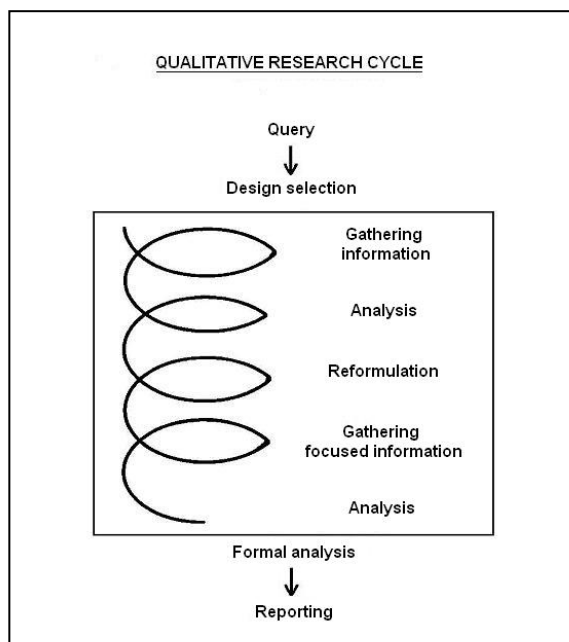 QUALITATIVE RESEARCH CYCLE
Query
Design selection
Gathering
information
Analysis
Reformulation
Gathering
focused information
Analysis
Formal analysis
Reporting